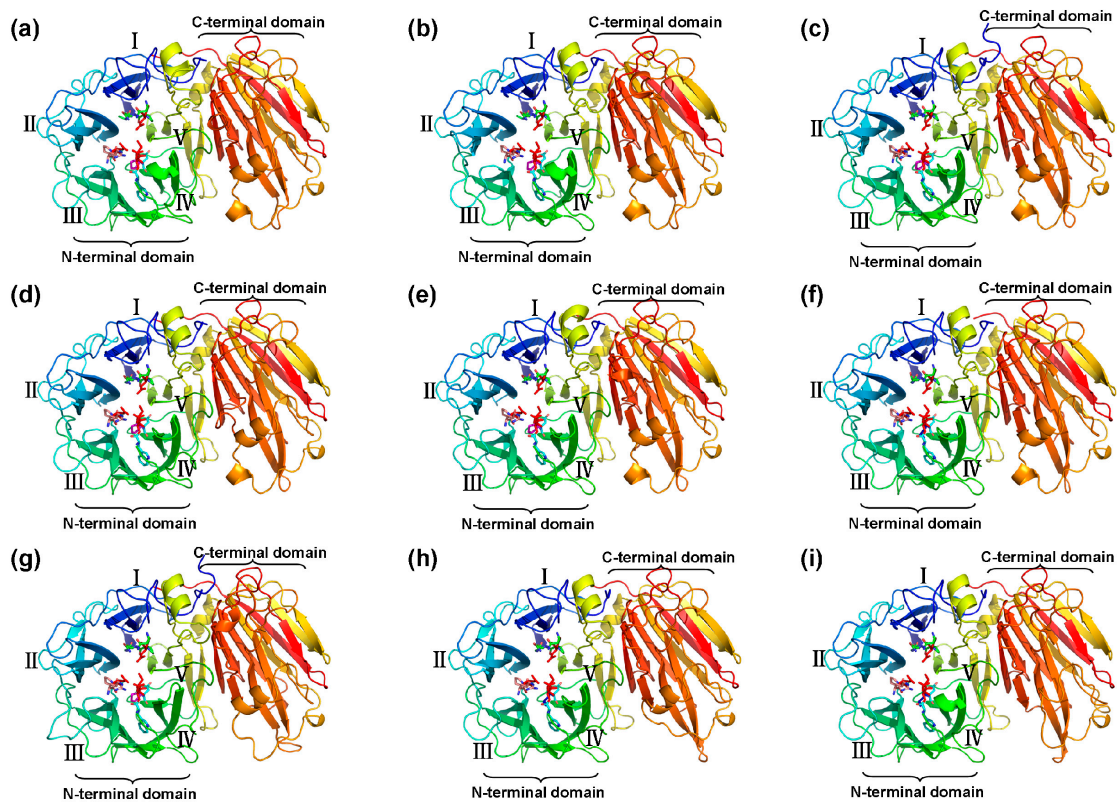 (a)
C-terminal domain
I
II
V
III
IV
N-terminal domain
(b)
C-terminal domain
I
II
V
III
IV
N-terminal domain
(c)
C-terminal domain
I
II
V
III
IV
N-terminal domain
(d)
C-terminal domain
I
II
V
III
IV
N-terminal domain
(e)
C-terminal domain
I
II
V
III
IV
N-terminal domain
(f)
C-terminal domain
I
II
V
III
IV
N-terminal domain
(g)
C-terminal domain
I
II
V
III
IV
N-terminal domain
(h)
C-terminal domain
I
II
V
III
IV
N-terminal domain
(i)
C-terminal domain
I
II
V
III
IV
N-terminal domain